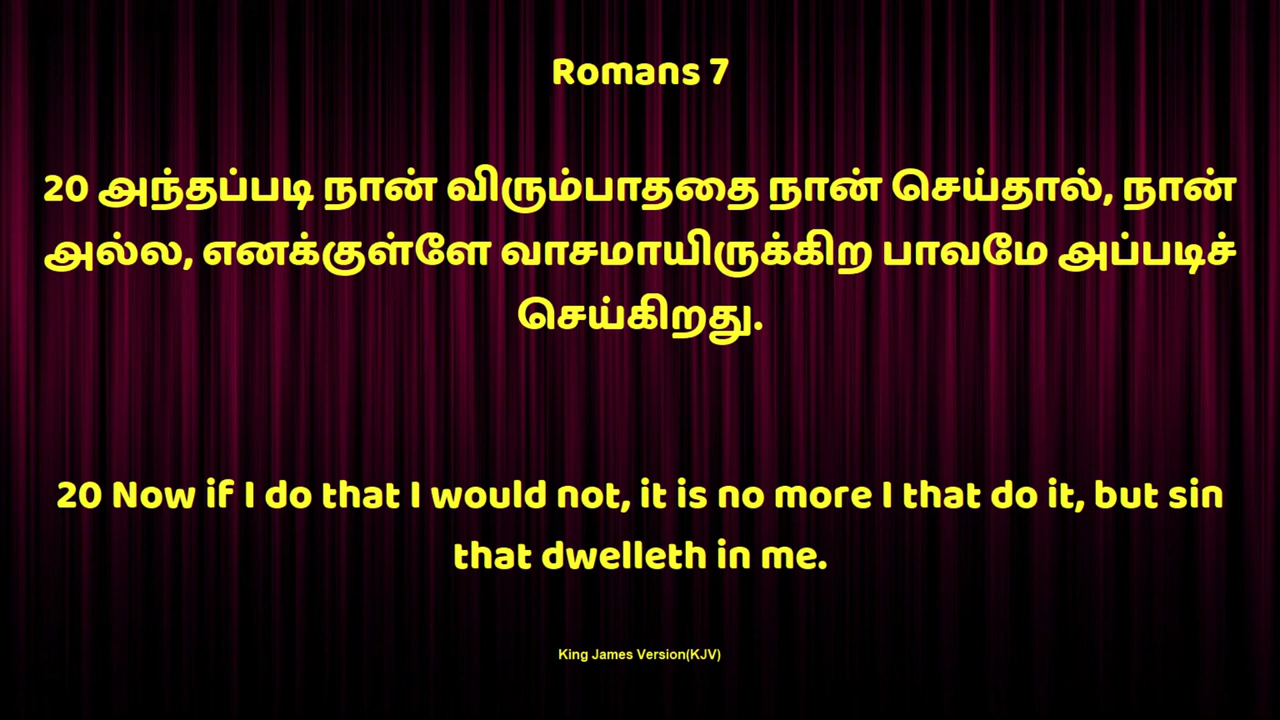 Romans 7
20 அந்தப்படி நான் விரும்பாததை நான் செய்தால், நான்
அல்ல, எனக்குள்ளே வாசமாயிருக்கிற பாவமே அப்படிச்
செய்கிறது.
20 Now if I do that I would not, it is no more I that do it, but sin
that dwelleth in me.
King James Version(KJV)